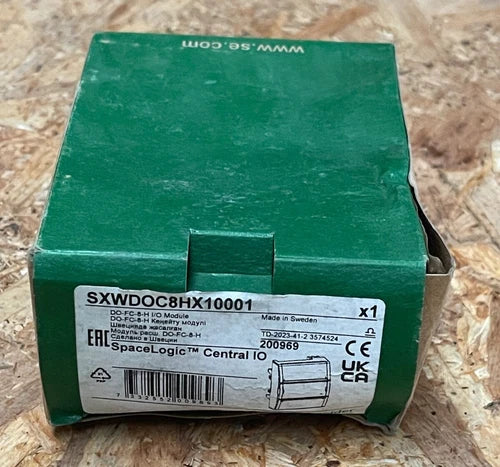 www.se.com
SXWDOC8HX10001
x1
DO-FC-8-H I/O Module
DO-FC-8-H Кеңейту модулі
Швецияда жасалған
Модуль расш. DO-FC-8-H
Сделано в Швеции
Made in Sweden
TD-2023-41-2 3574524
200969
EAC
SpaceLogic™ Central IO
CE
UK
CA